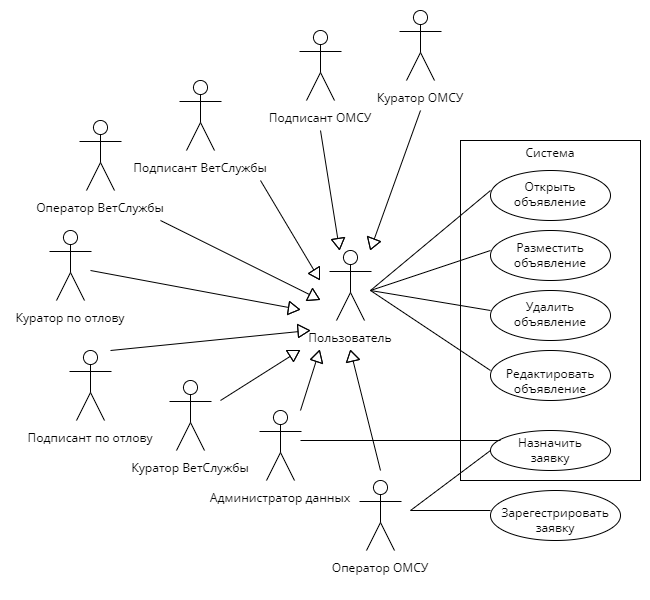 Куратор ОМСУ
Подписант ОМСУ
Подписант ВетСлужбы
Оператор ВетСлужбы
Куратор по отлову
Подписант по отлову
Куратор ВетСлужбы
Администратор данных
Оператор ОМСУ
Пользователь
Система
Открыть
объявление
Разместить
объявление
Удалить
объявление
Редактировать
объявление
Назначить
заявку
Зарегестрировать
заявку